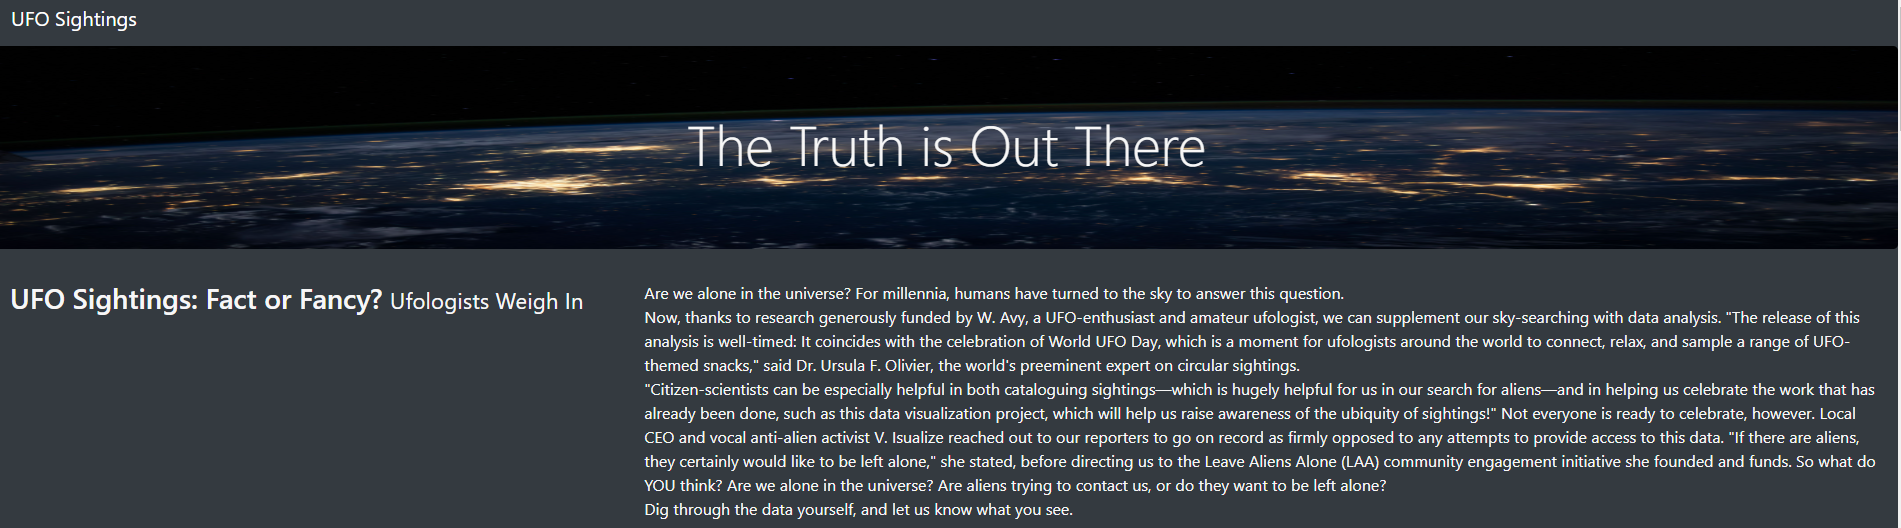 UFO Sightings
The Truth is Out There
UFO Sightings: Fact or Fancy? Ufologists Weigh In
Are we alone in the universe? For millennia, humans have turned to the sky to answer this question.
Now, thanks to research generously funded by W. Avy, a UFO-enthusiast and amateur ufologist, we can supplement our sky-searching with data analysis. "The release of this
analysis is well-timed: It coincides with the celebration of World UFO Day, which is a moment for ufologists around the world to connect, relax, and sample a range of UFO-
themed snacks," said Dr. Ursula F. Olivier, the world's preeminent expert on circular sightings.
"Citizen-scientists can be especially helpful in both cataloguing sightings—which is hugely helpful for us in our search for aliens—and in helping us celebrate the work that has
already been done, such as this data visualization project, which will help us raise awareness of the ubiquity of sightings!" Not everyone is ready to celebrate, however. Local
CEO and vocal anti-alien activist V. Isualize reached out to our reporters to go on record as firmly opposed to any attempts to provide access to this data. "If there are aliens,
they certainly would like to be left alone," she stated, before directing us to the Leave Aliens Alone (LAA) community engagement initiative she founded and funds. So what do
YOU think? Are we alone in the universe? Are aliens trying to contact us, or do they want to be left alone?
Dig through the data yourself, and let us know what you see.